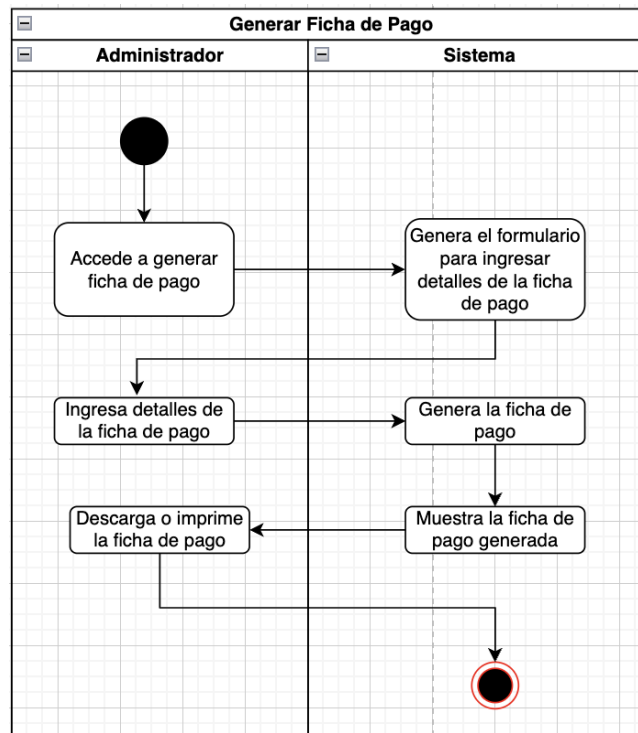 Generar Ficha de Pago
Administrador
Sistema
Accede a generar
ficha de pago
Genera el formulario
para ingresar
detalles de la ficha
de pago
Ingresa detalles de
la ficha de pago
Genera la ficha de
pago
Descarga o imprime
la ficha de pago
Muestra la ficha de
pago generada